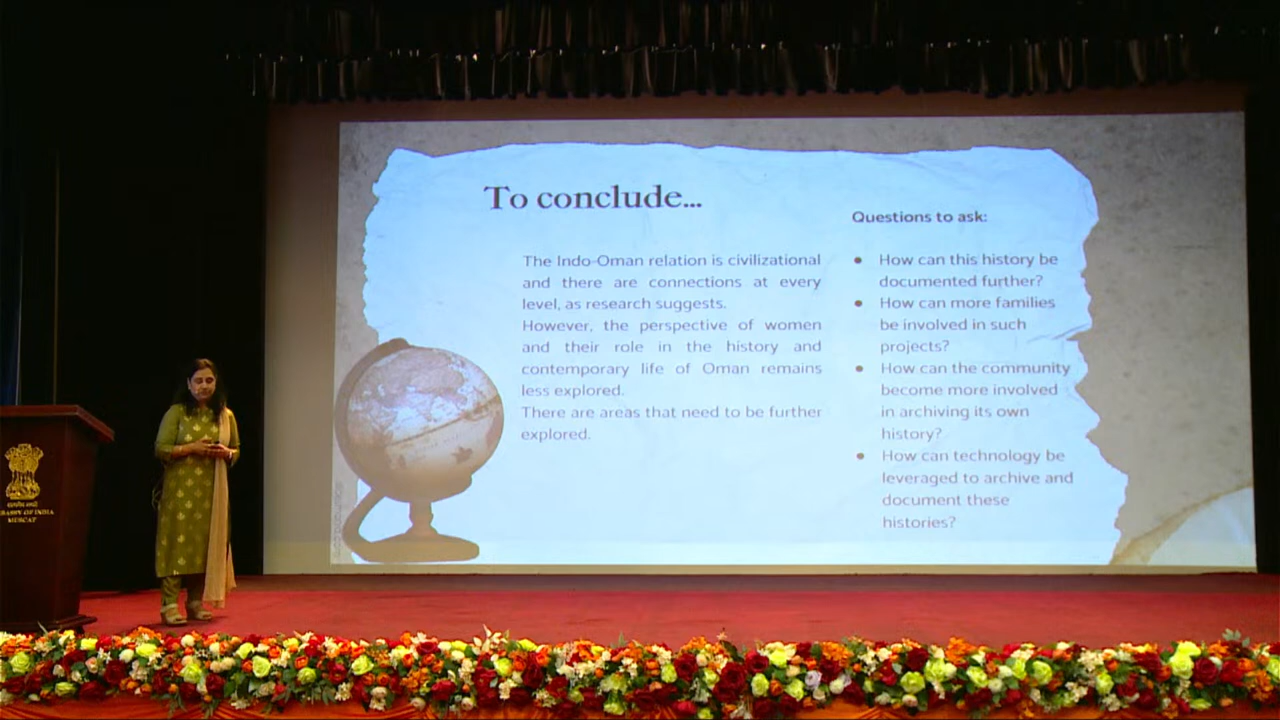 To conclude...
The Indo-Oman relation is civilizational
and there are connections at every
level, as research suggests.
However, the perspective of women
and their role in the history and
contemporary life of Oman remains
less explored.
There are areas that need to be further
explored.
Questions to ask:
• How can this history be
documented further?
• How can more families
be involved in such
projects?
• How can the community
become more involved
in archiving its own
history?
• How can technology be
leveraged to archive and
document these
histories?
OF INDIA
MUSCAT